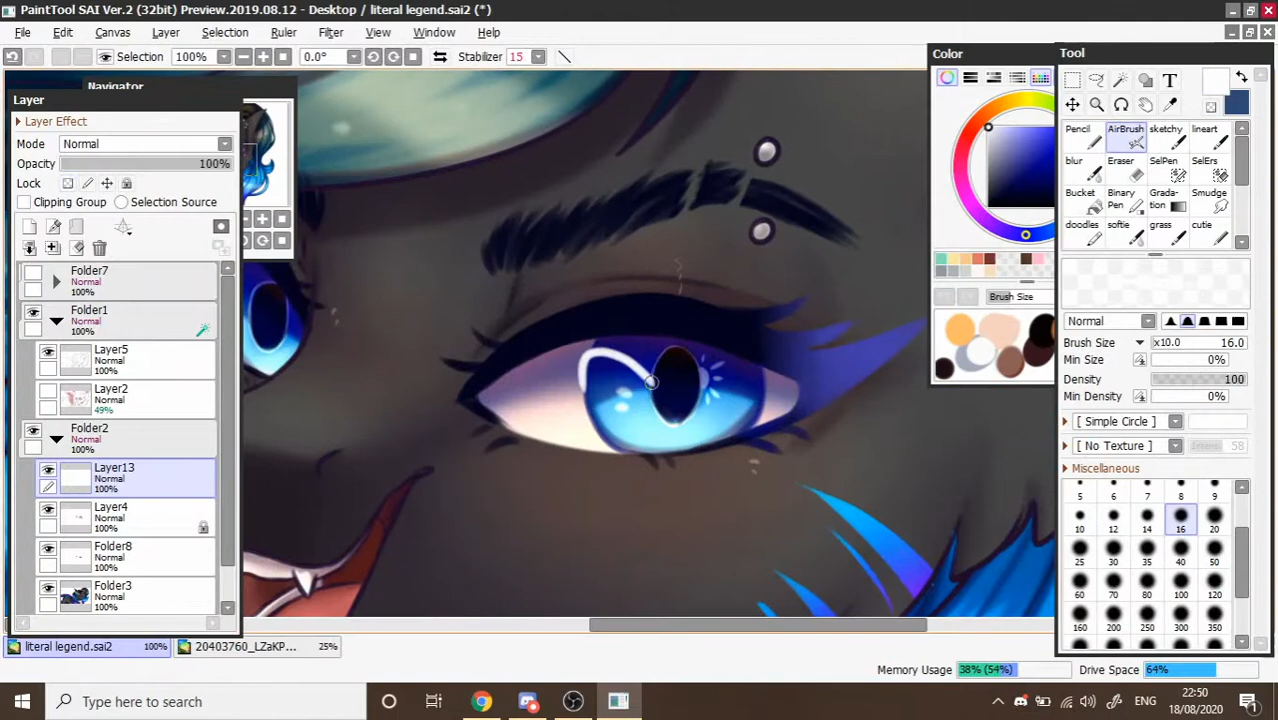 PaintTool SAI Ver.2 (32bit) Preview.2019.08.12 - Desktop / literal legend.sai2 (*)
File Edit Canvas Layer Selection Ruler Filter View Window Help
Selection 100% 0.0° Stabilizer 15
Navigator
Layer
Layer Effect
Mode Normal
Opacity 100%
Lock
Clipping Group Selection Source
Folder7
Normal
100%
Folder1
Normal
100%
Layer5
Normal
100%
Layer2
Normal
49%
Folder2
Normal
100%
Layer13
Normal
100%
Layer4
Normal
100%
Folder8
Normal
100%
Folder3
Normal
100%
Color
Brush Size
Tool
T
Pencil AirBrush sketchy lineart
blur Eraser SelPen SelErs
Bucket Binary Pen Grada-tion Smudge
doodles softie grass cutie
Normal
Brush Size x10.0 16.0
Min Size 0%
Density 100
Min Density 0%
[ Simple Circle ]
[ No Texture ] Intens. 58
Miscellaneous
5 6 7 8 9
10 12 14 16 20
25 30 35 40 50
60 70 80 100 120
160 200 250 300 350
literal legend.sai2 100% 20403760_LZaKP... 25%
Memory Usage 38% (54%) Drive Space 64%
Type here to search
ENG
22:50
18/08/2020
1